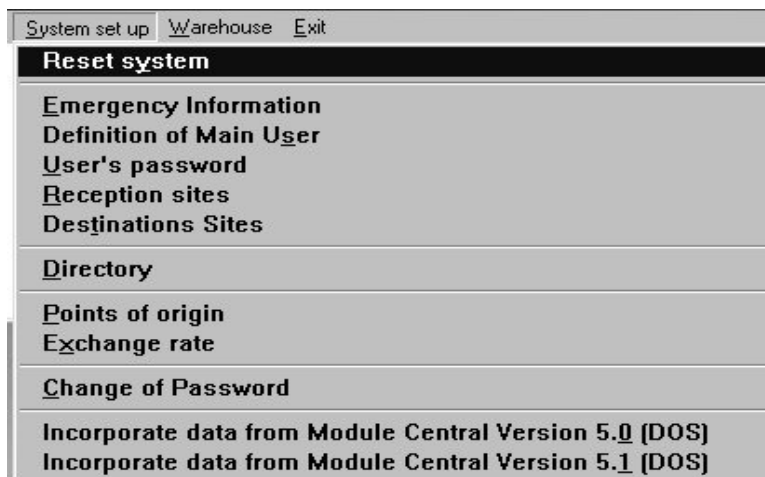 System set up Warehouse Exit
Reset system
Emergency Information
Definition of Main User
User's password
Reception sites
Destinations Sites
Directory
Points of origin
Exchange rate
Change of Password
Incorporate data from Module Central Version 5.0 (DOS)
Incorporate data from Module Central Version 5.1 (DOS)